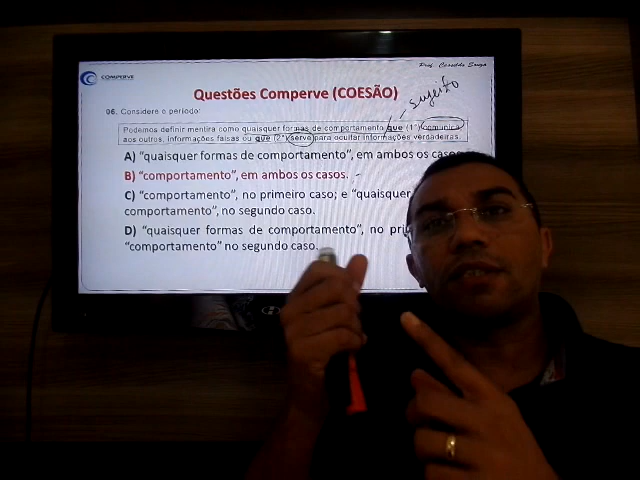 COMPERVE
Prof. Cassildo Souza
Questões Comperve (COESÃO)
sujeito
06. Considere o período:
Podemos definir mentira como quaisquer formas de comportamento que (1°) comunica
aos outros, informações falsas ou que (2°) serve para ocultar informações verdadeiras.
A) “quaisquer formas de comportamento”, em ambos os casos.
B) “comportamento”, em ambos os casos.
C) “comportamento”, no primeiro caso; e “quaisquer
comportamento”, no segundo caso.
D) “quaisquer formas de comportamento”, no pri
“comportamento” no segundo caso.